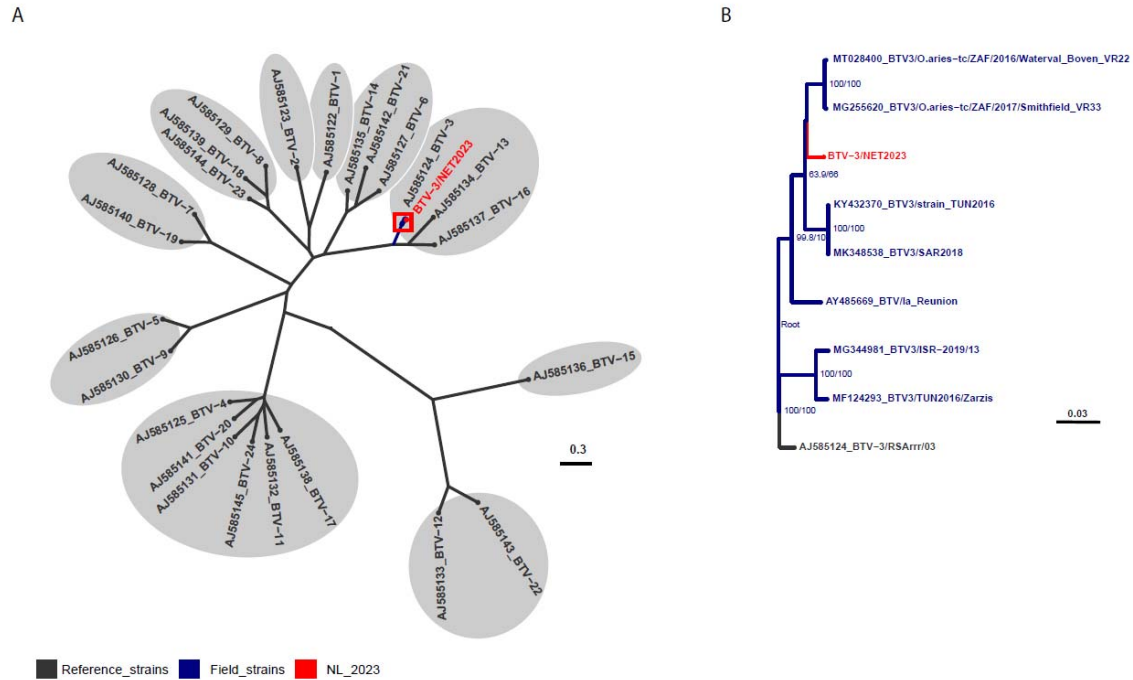 A
AJ585128_BTV-7
AJ585140_BTV-19
AJ585129_BTV-8
AJ585139_BTV-18
AJ585144_BTV-23
AJ585123_BTV-2
AJ585122_BTV-1
AJ585135_BTV-14
AJ585142_BTV-21
AJ585127_BTV-6
AJ585124_BTV-3
BTV-3/NET2023
AJ585134_BTV-13
AJ585137_BTV-16
AJ585126_BTV-5
AJ585130_BTV-9
AJ585136_BTV-15
AJ585125_BTV-4
AJ585141_BTV-20
AJ585131_BTV-10
AJ585145_BTV-24
AJ585132_BTV-11
AJ585138_BTV-17
AJ585133_BTV-12
AJ585143_BTV-22
0.3
Reference_strains Field_strains NL_2023
B
MT028400_BTV3/O.aries-tc/ZAF/2016/Waterval_Boven_VR22
100/100
MG255620_BTV3/O.aries-tc/ZAF/2017/Smithfield_VR33
BTV-3/NET2023
63.9/66
KY432370_BTV3/strain_TUN2016
100/100
99.8/10
MK348538_BTV3/SAR2018
AY485669_BTV/la_Reunion
Root
MG344981_BTV3/ISR-2019/13
100/100
MF124293_BTV3/TUN2016/Zarzis
100/100
0.03
AJ585124_BTV-3/RSArrr/03